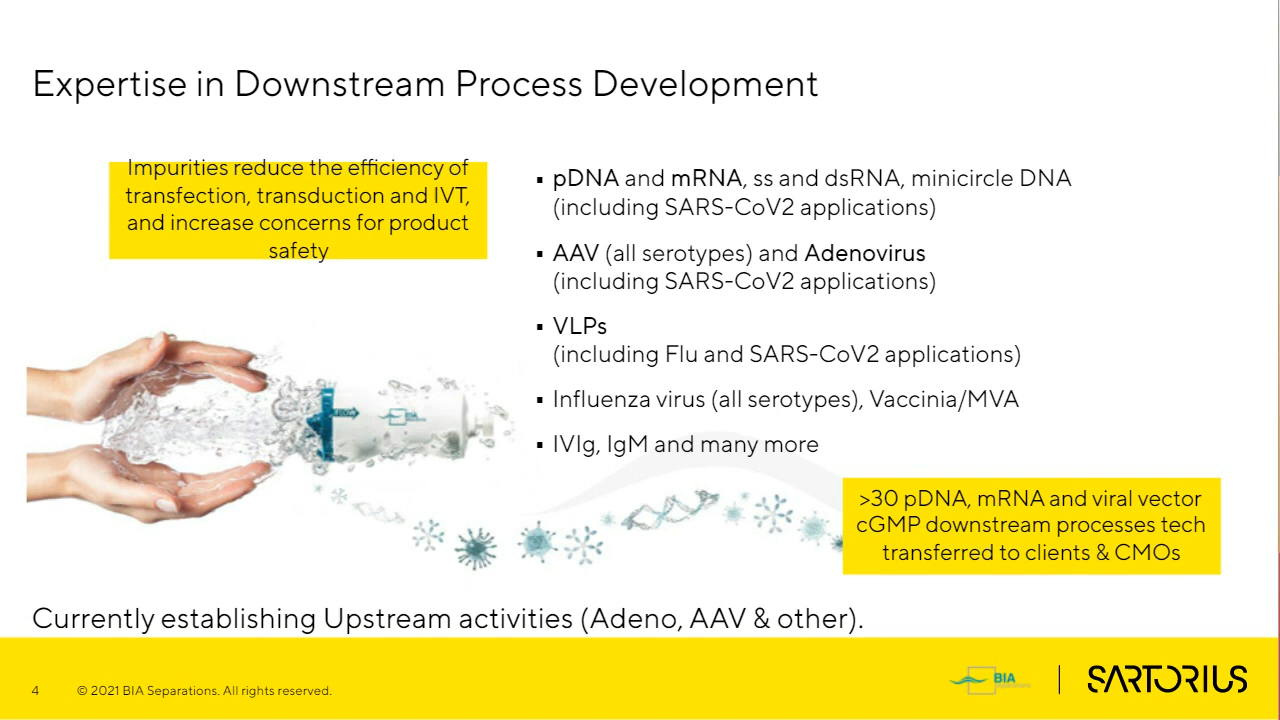 Expertise in Downstream Process Development
Impurities reduce the efficiency of
transfection, transduction and IVT,
and increase concerns for product
safety
▪ pDNA and mRNA, ss and dsRNA, minicircle DNA
(including SARS-CoV2 applications)
▪ AAV (all serotypes) and Adenovirus
(including SARS-CoV2 applications)
▪ VLPs
(including Flu and SARS-CoV2 applications)
▪ Influenza virus (all serotypes), Vaccinia/MVA
▪ IVIg, IgM and many more
FLOW
BIA
>30 pDNA, mRNA and viral vector
cGMP downstream processes tech
transferred to clients & CMOs
Currently establishing Upstream activities (Adeno, AAV & other).
4 © 2021 BIA Separations. All rights reserved.
BIA
SARTORIUS